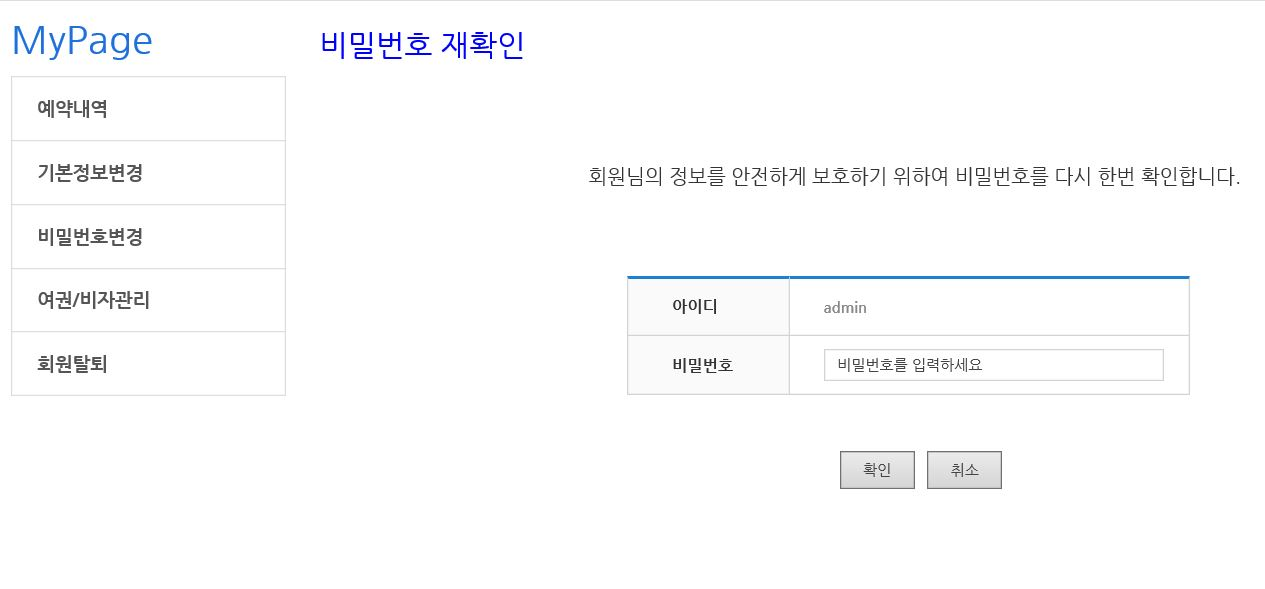 MyPage
비밀번호 재확인
예약내역
기본정보변경
비밀번호변경
여권/비자관리
회원탈퇴
회원님의 정보를 안전하게 보호하기 위하여 비밀번호를 다시 한번 확인합니다.
아이디 admin
비밀번호 비밀번호를 입력하세요
확인 취소